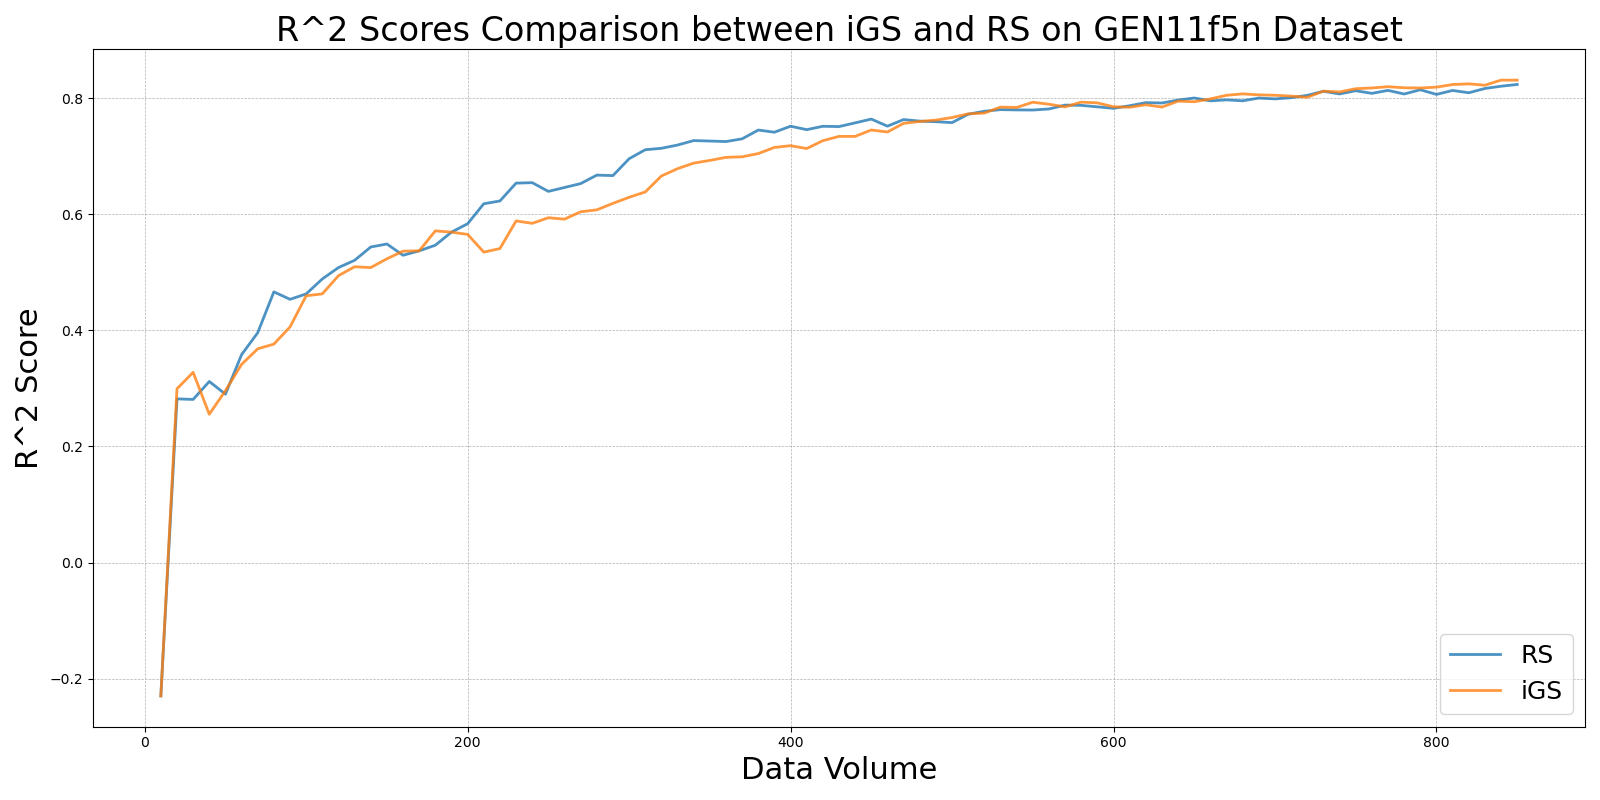 R^2 Scores Comparison between iGS and RS on GEN11f5n Dataset
R^2 Score
0.8
0.6
0.4
0.2
0.0
−0.2
0
200
400
600
800
Data Volume
RS
iGS